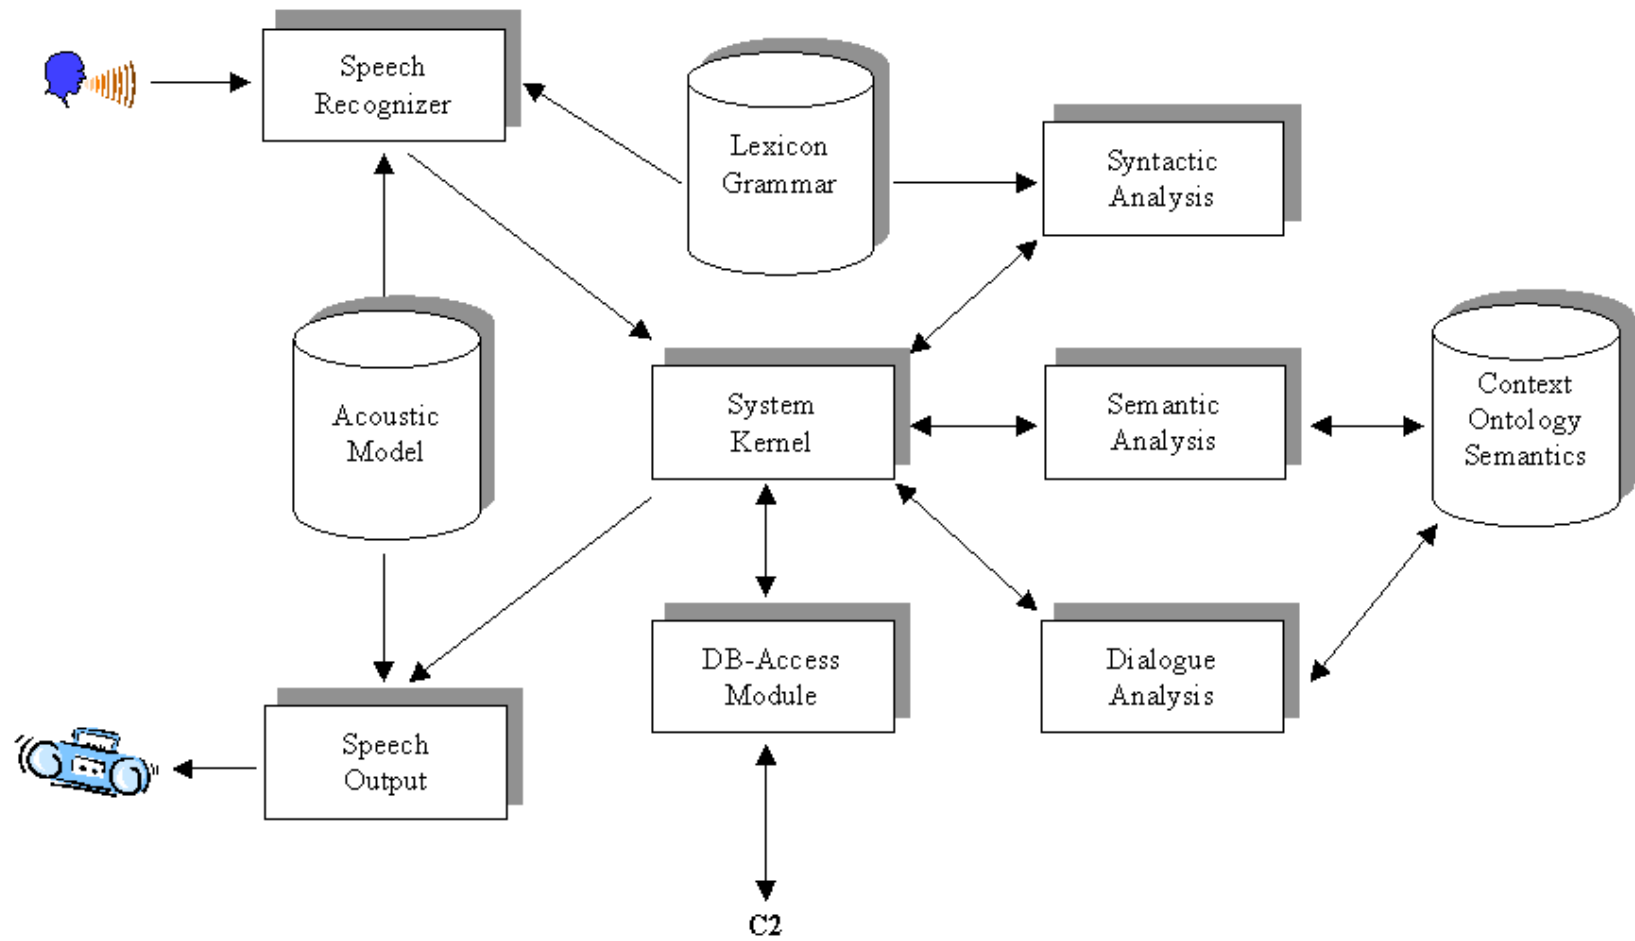 Speech
Recognizer
Lexicon
Grammar
Syntactic
Analysis
Acoustic
Model
System
Kernel
Semantic
Analysis
Context
Ontology
Semantics
DB-Access
Module
Dialogue
Analysis
Speech
Output
C2